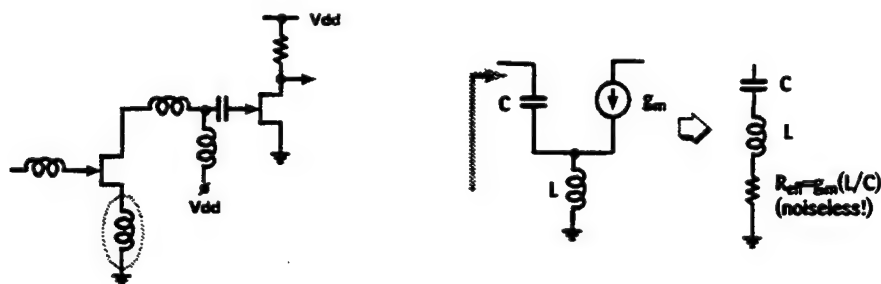 Vdd
Vdd
C
gm
L
C
L
Reff=gm(L/C)
(noiseless!)